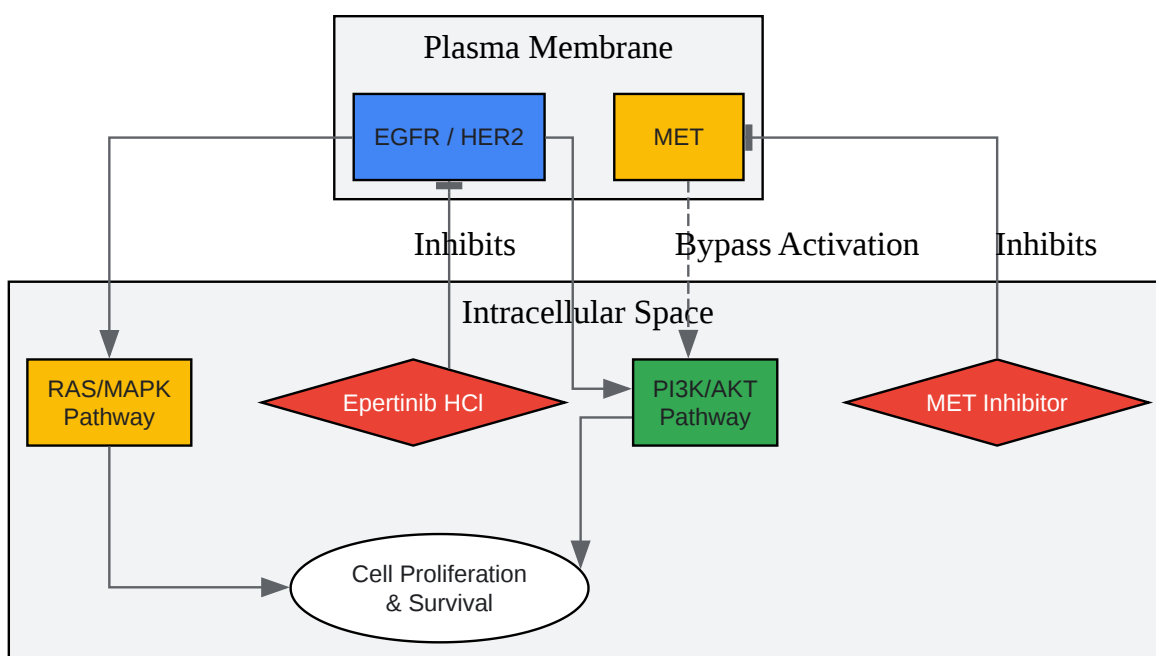 Plasma Membrane
EGFR / HER2
MET
Inhibits
Bypass Activation
Inhibits
Intracellular Space
RAS/MAPK
Pathway
Epertinib HCl
PI3K/AKT
Pathway
MET Inhibitor
Cell Proliferation
& Survival